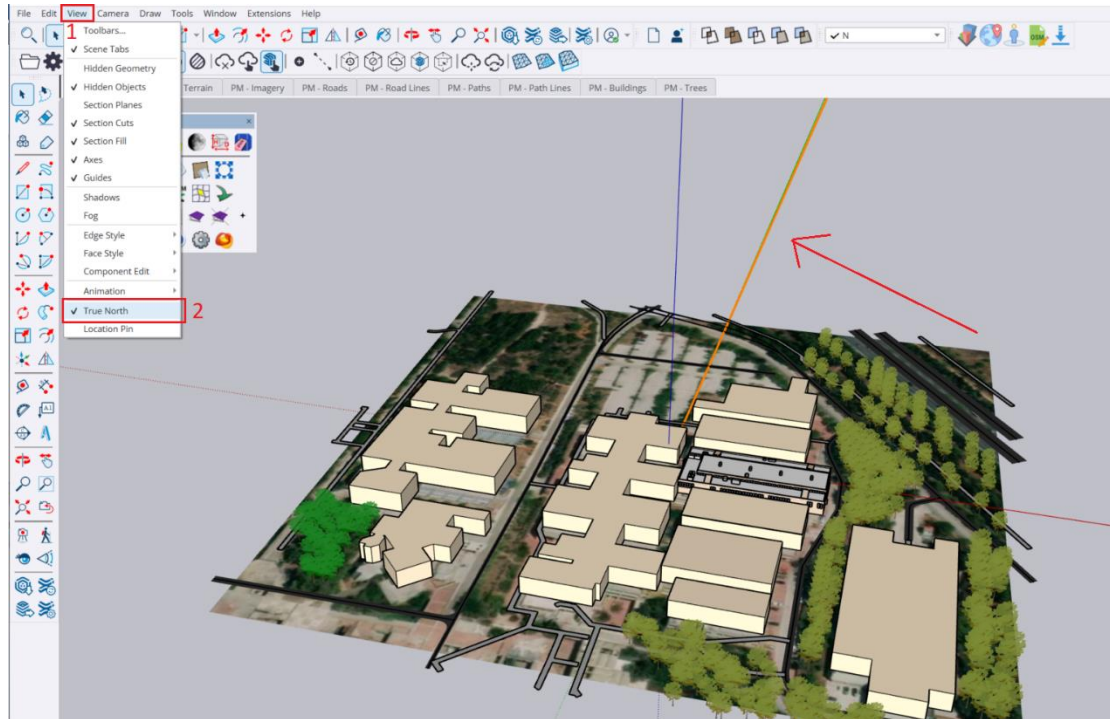 File Edit View Camera Draw Tools Window Extensions Help
1
Toolbars...
✓ Scene Tabs
Hidden Geometry
✓ Hidden Objects
Section Planes
✓ Section Cuts
✓ Section Fill
✓ Axes
✓ Guides
Shadows
Fog
Edge Style
Face Style
Component Edit
Animation
✓ True North
2
Location Pin
✓ N
OSM
Terrain PM - Imagery PM - Roads PM - Road Lines PM - Paths PM - Path Lines PM - Buildings PM - Trees